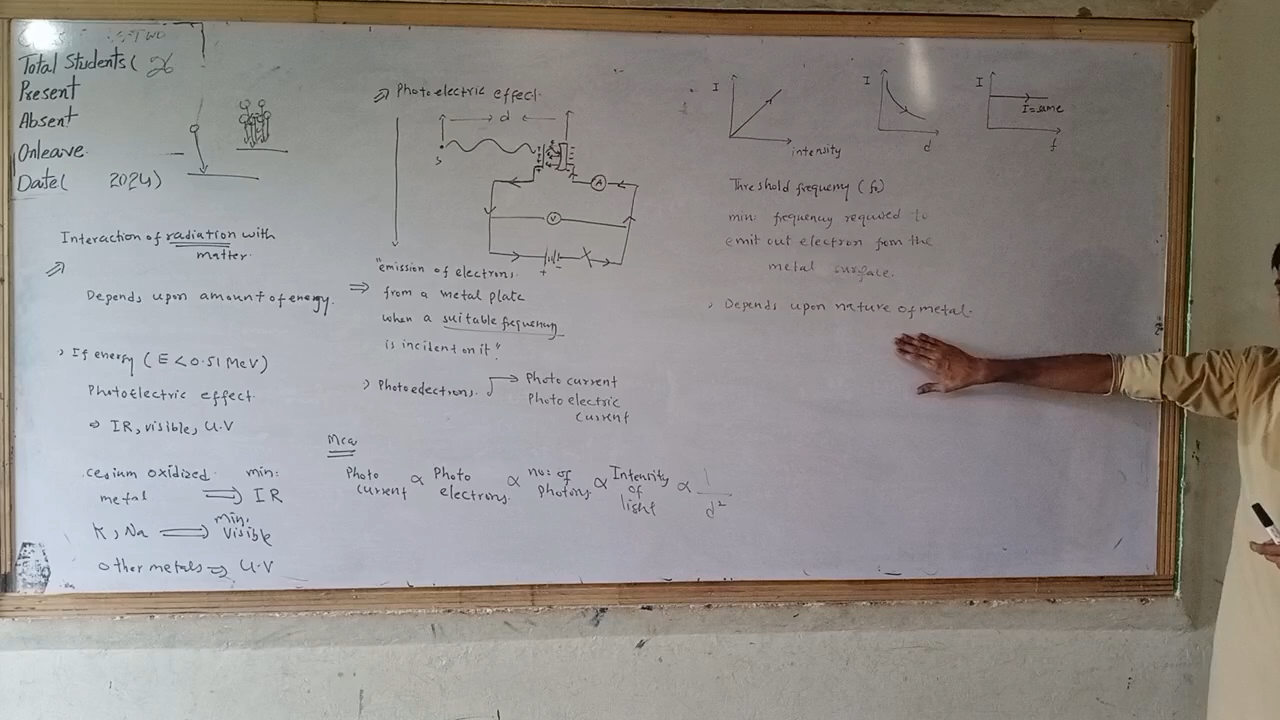 Total Students ( 26
Present
Absent
Onleave
Date( 2024)
Interaction of radiation with
matter.
⇒
Depends upon amount of energy.
, If energy (E < 0.51 MeV)
Photoelectric effect.
⇒ IR, visible, U.V
cesium oxidized min:
metal ⇒ IR
K, Na ⇒ min. visible
other metals ⇒ U.V
⇒ Photoelectric effect.
d
s
A
V
+ -
⇒ "emission of electrons
from a metal plate
when a suitable frequency
is incident on it"
, Photoelectrons. → Photo current
Photo electric
current
Mcq
Photo current ∝ Photo electrons ∝ no: of photons ∝ Intensity of light ∝ 1/d²
I
intensity
I
d
I
I = same
f
Threshold frequency (f₀)
min frequency required to
emit out electron from the
metal surface.
, Depends upon nature of metal.